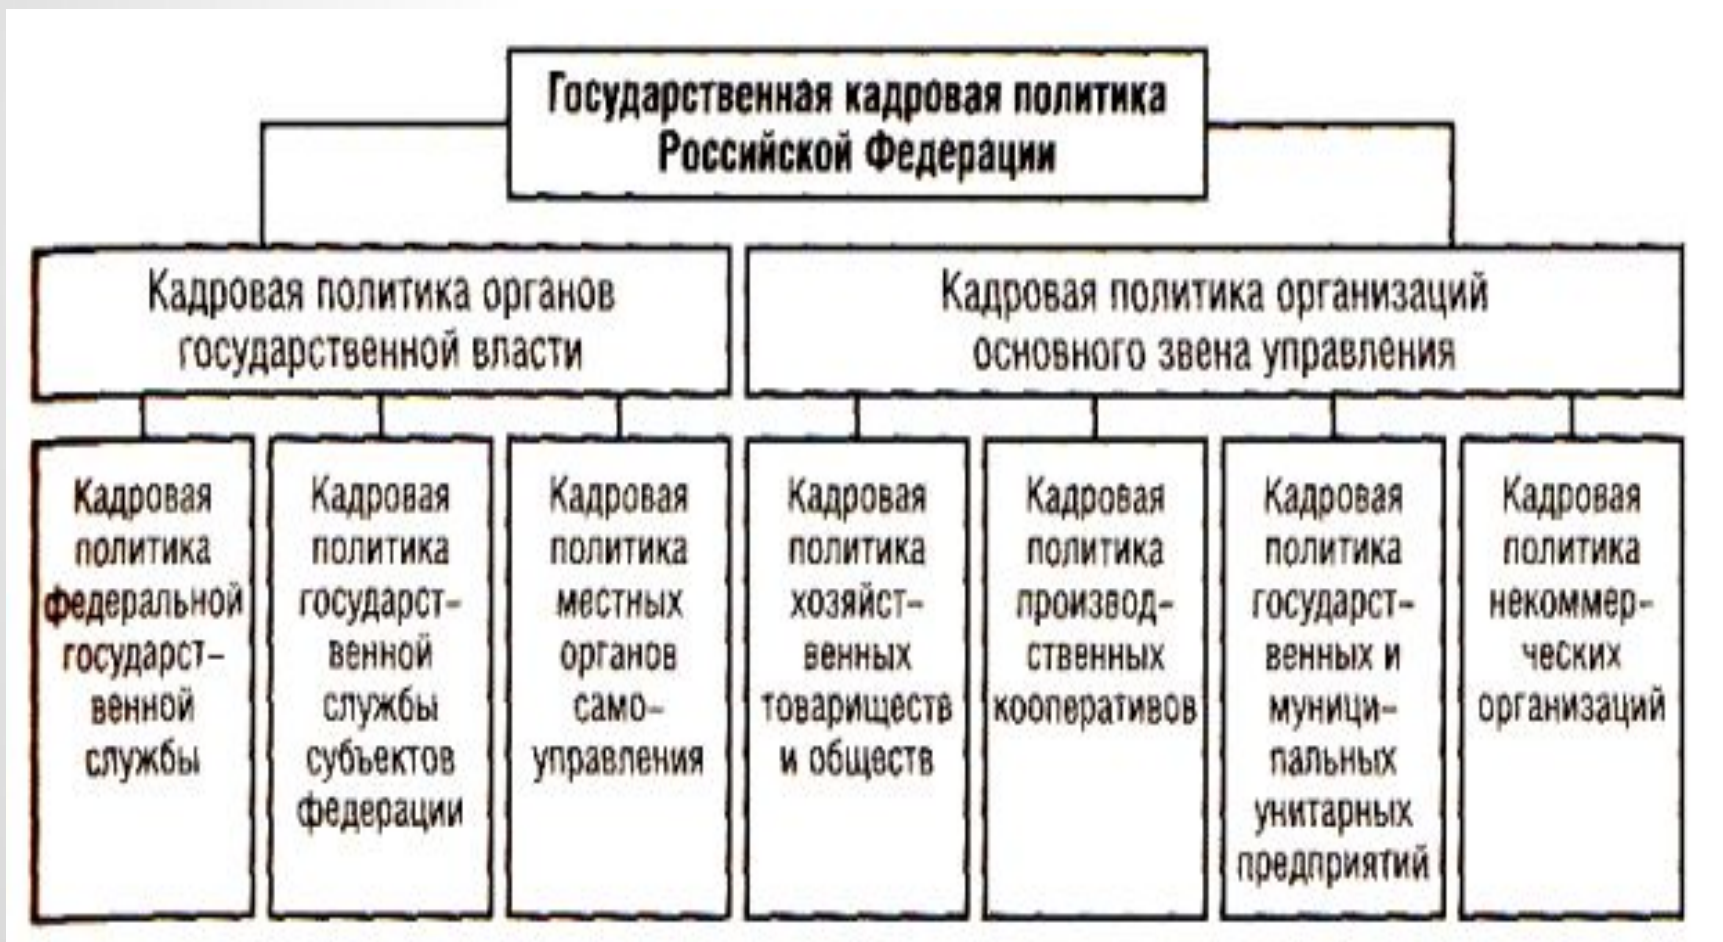 Государственная кадровая политика
Российской Федерации
Кадровая политика органов
государственной власти
Кадровая политика организаций
основного звена управления
Кадровая
политика
федеральной
государст-
венной
службы
Кадровая
политика
государст-
венной
службы
субъектов
федерации
Кадровая
политика
местных
органов
само-
управления
Кадровая
политика
хозяйст-
венных
товариществ
и обществ
Кадровая
политика
производ-
ственных
кооперативов
Кадровая
политика
государст-
венных и
муници-
пальных
унитарных
предприятий
Кадровая
политика
некоммер-
ческих
организаций